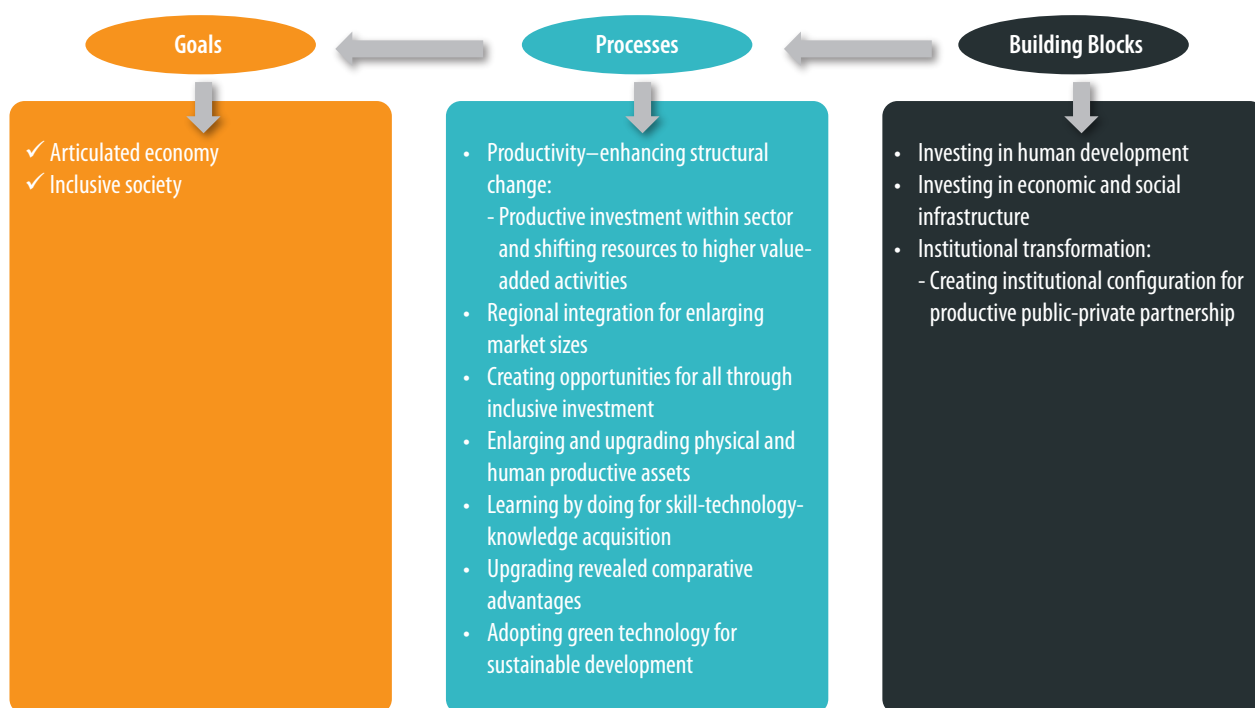 Goals
Processes
Building Blocks
✓ Articulated economy
✓ Inclusive society
• Productivity–enhancing structural
change:
- Productive investment within sector
and shifting resources to higher value-
added activities
• Regional integration for enlarging
market sizes
• Creating opportunities for all through
inclusive investment
• Enlarging and upgrading physical and
human productive assets
• Learning by doing for skill-technology-
knowledge acquisition
• Upgrading revealed comparative
advantages
• Adopting green technology for
sustainable development
• Investing in human development
• Investing in economic and social
infrastructure
• Institutional transformation:
- Creating institutional configuration for
productive public-private partnership